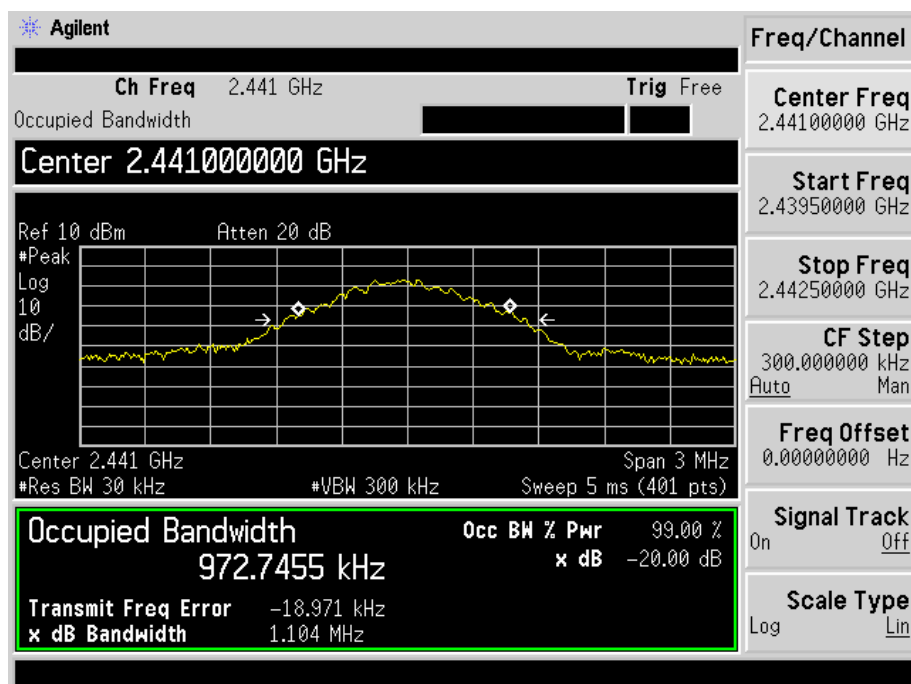 Agilent
Freq/Channel
Ch Freq 2.441 GHz Trig Free
Occupied Bandwidth
Center 2.441000000 GHz
Ref 10 dBm Atten 20 dB
#Peak
Log
10
dB/
Center 2.441 GHz Span 3 MHz
#Res BW 30 kHz #VBW 300 kHz Sweep 5 ms (401 pts)
Occupied Bandwidth Occ BW % Pwr 99.00 %
972.7455 kHz x dB -20.00 dB
Transmit Freq Error -18.971 kHz
x dB Bandwidth 1.104 MHz
Center Freq
2.44100000 GHz
Start Freq
2.43950000 GHz
Stop Freq
2.44250000 GHz
CF Step
300.000000 kHz
Auto Man
Freq Offset
0.00000000 Hz
Signal Track
On Off
Scale Type
Log Lin